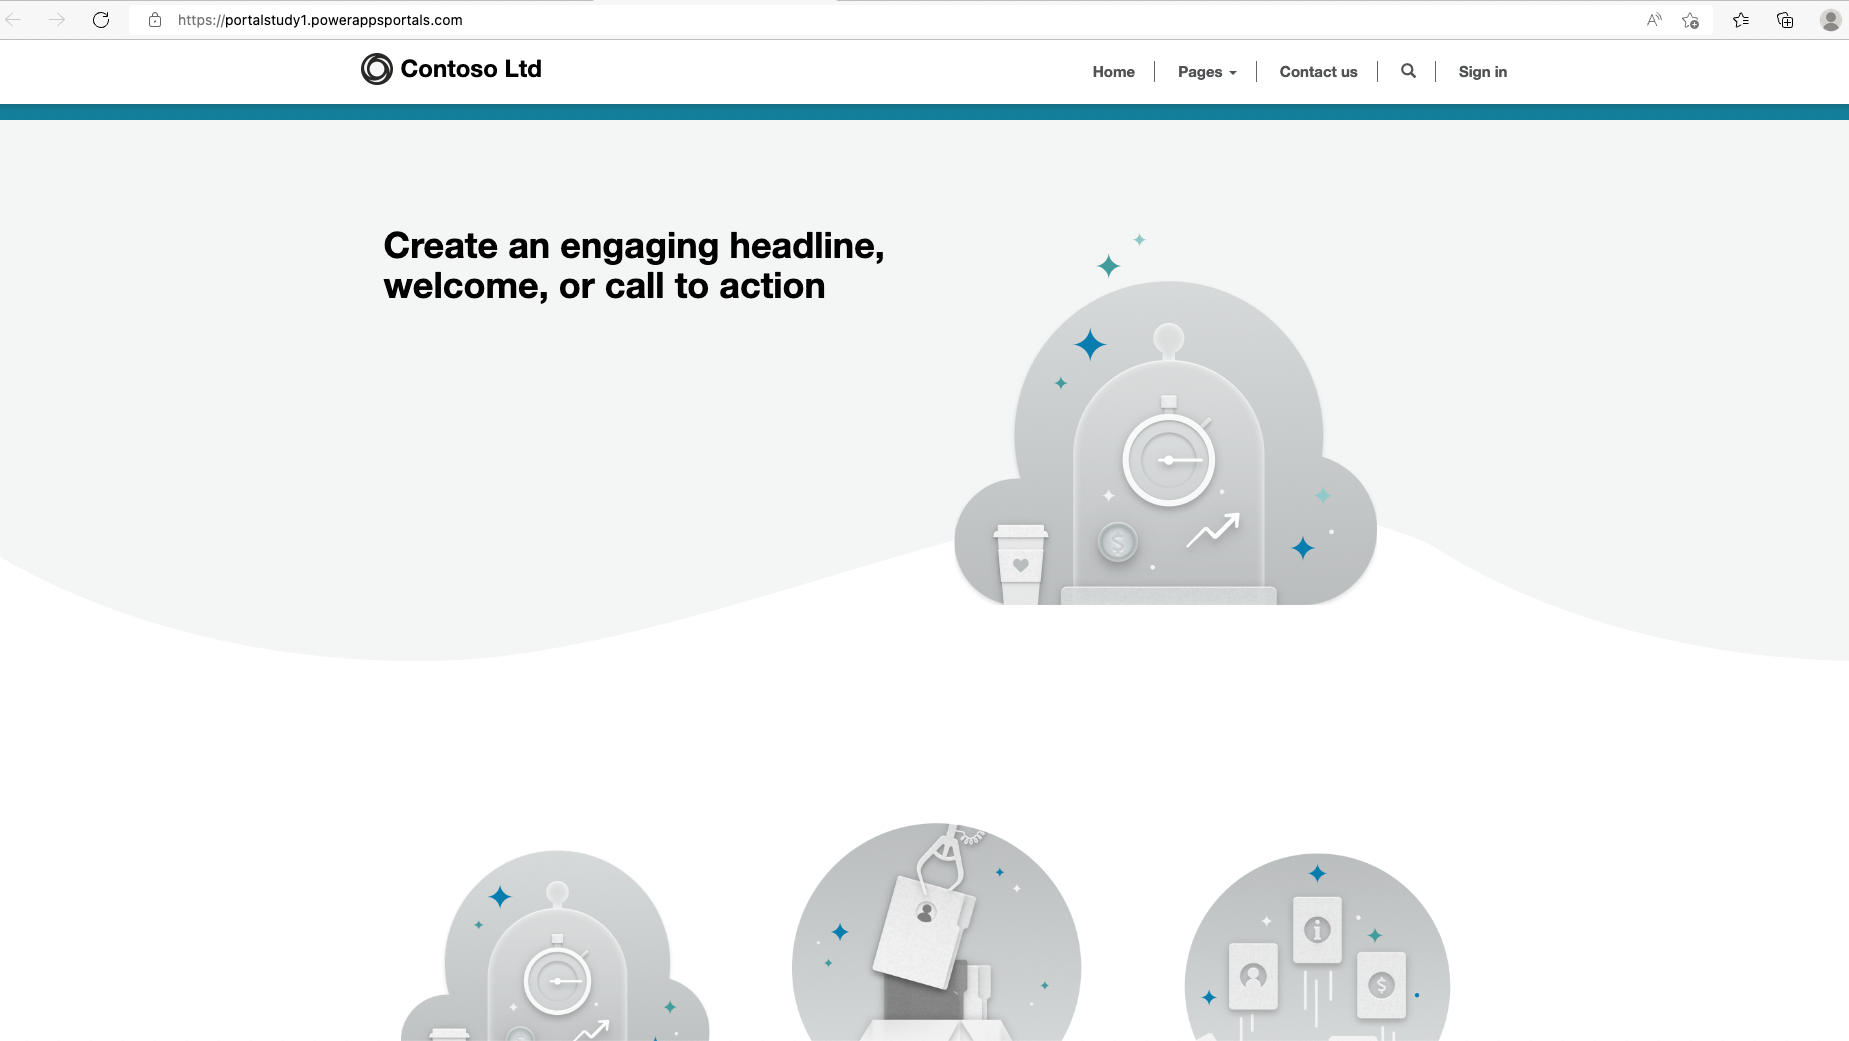 https://portalstudy1.powerappsportals.com
Contoso Ltd
Home
Pages
Contact us
Sign in
Create an engaging headline,
welcome, or call to action